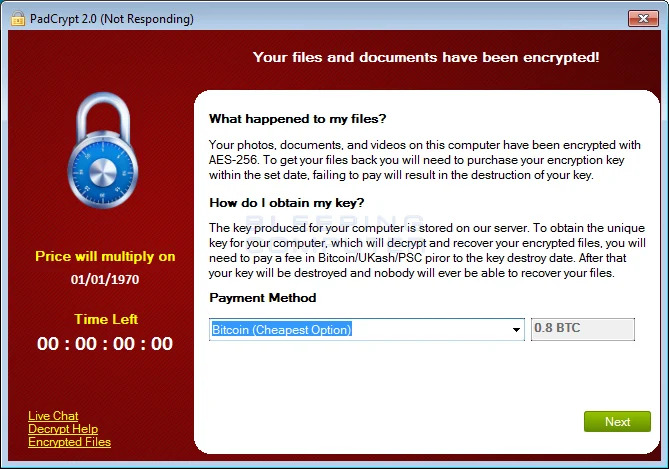 PadCrypt 2.0 (Not Responding)
Your files and documents have been encrypted!
What happened to my files?
Your photos, documents, and videos on this computer have been encrypted with
AES-256. To get your files back you will need to purchase your encryption key
within the set date, failing to pay will result in the destruction of your key.
How do I obtain my key?
BLEEPING
The key produced for your computer is stored on our server. To obtain the unique
key for your computer, which will decrypt and recover your encrypted files, you will
need to pay a fee in Bitcoin/UKash/PSC piror to the key destroy date. After that
your key will be destroyed and nobody will ever be able to recover your files.
Payment Method
Bitcoin (Cheapest Option)
0.8 BTC
Price will multiply on
01/01/1970
Time Left
00 : 00 : 00 : 00
Live Chat
Decrypt Help
Encrypted Files
Next